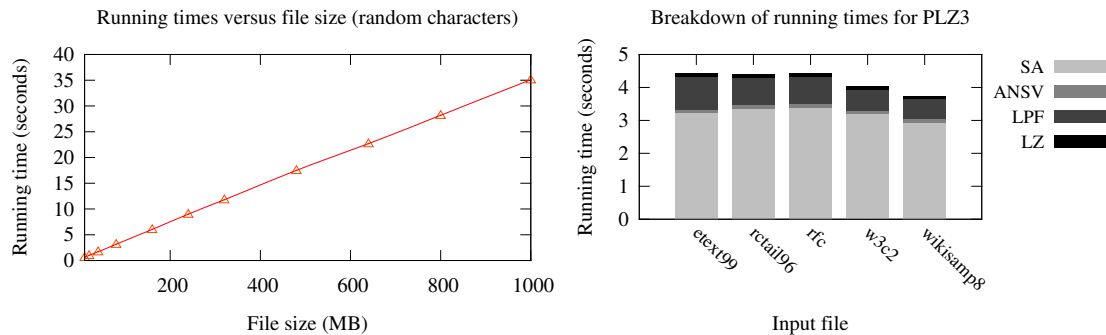 Running times versus file size (random characters)
Running time (seconds)
40
35
30
25
20
15
10
5
0
200
400
600
800
1000
File size (MB)
Breakdown of running times for PLZ3
Running time (seconds)
5
4
3
2
1
0
etext99
rctail96
rfc
w3c2
wikisamp8
Input file
SA
ANSV
LPF
LZ